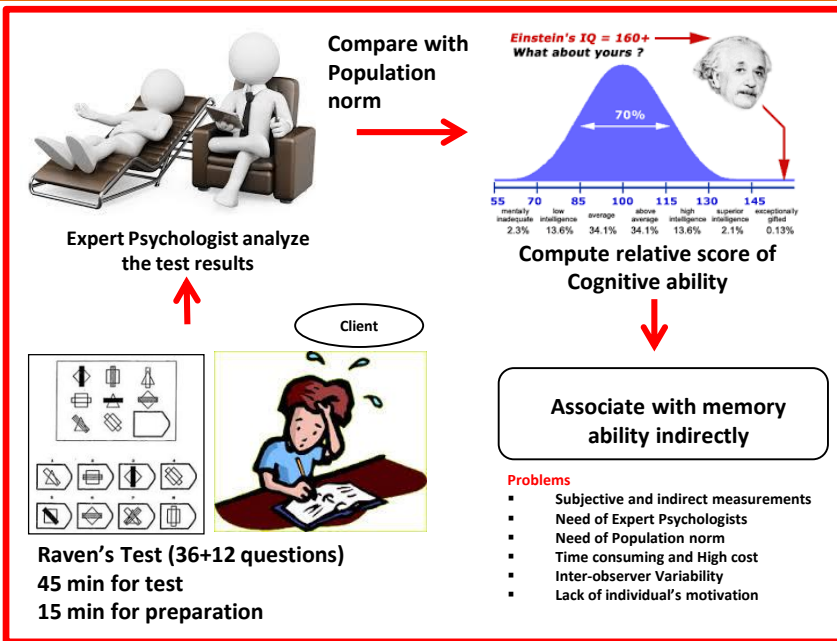 Compare with
Population
norm
Einstein's IQ = 160+
What about yours ?
70%
55 70 85 100 115 130 145
mentally inadequate 2.3%
low intelligence 13.6%
average 34.1%
above average 34.1%
high intelligence 13.6%
superior intelligence 2.1%
exceptionally gifted 0.13%
Expert Psychologist analyze
the test results
Compute relative score of
Cognitive ability
Client
Associate with memory
ability indirectly
Raven's Test (36+12 questions)
45 min for test
15 min for preparation
Problems
▪ Subjective and indirect measurements
▪ Need of Expert Psychologists
▪ Need of Population norm
▪ Time consuming and High cost
▪ Inter-observer Variability
▪ Lack of individual's motivation